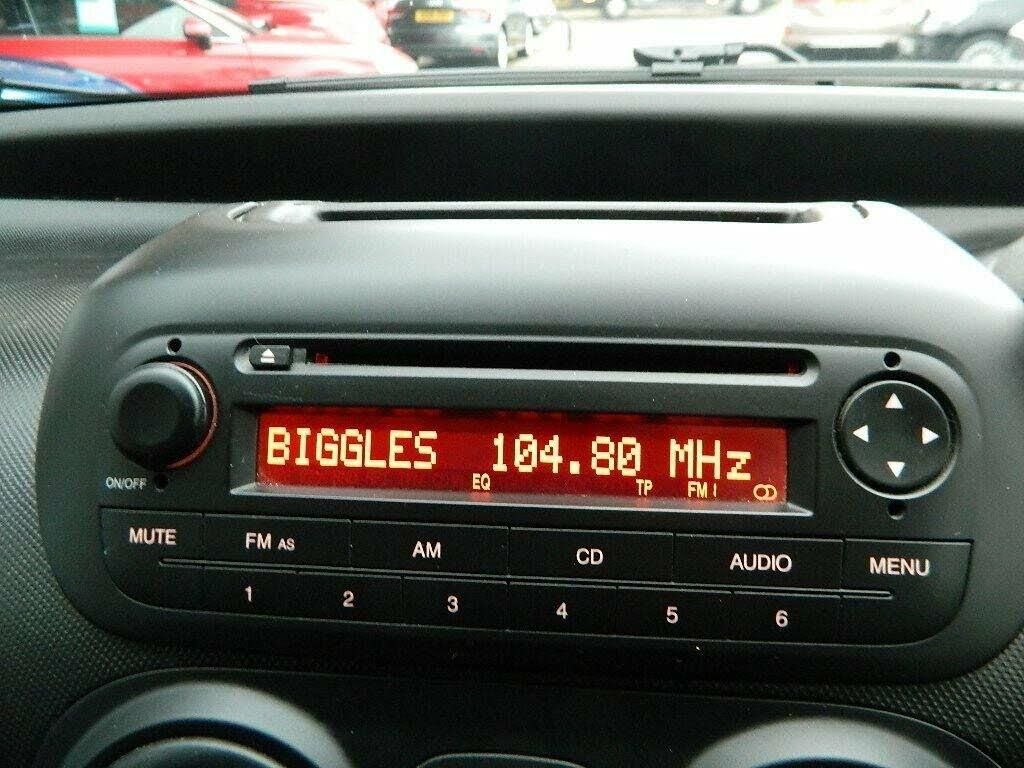 BIGGLES 104.80 MHz
EQ TP FM1
ON/OFF
MUTE FM AS AM CD AUDIO MENU
1 2 3 4 5 6